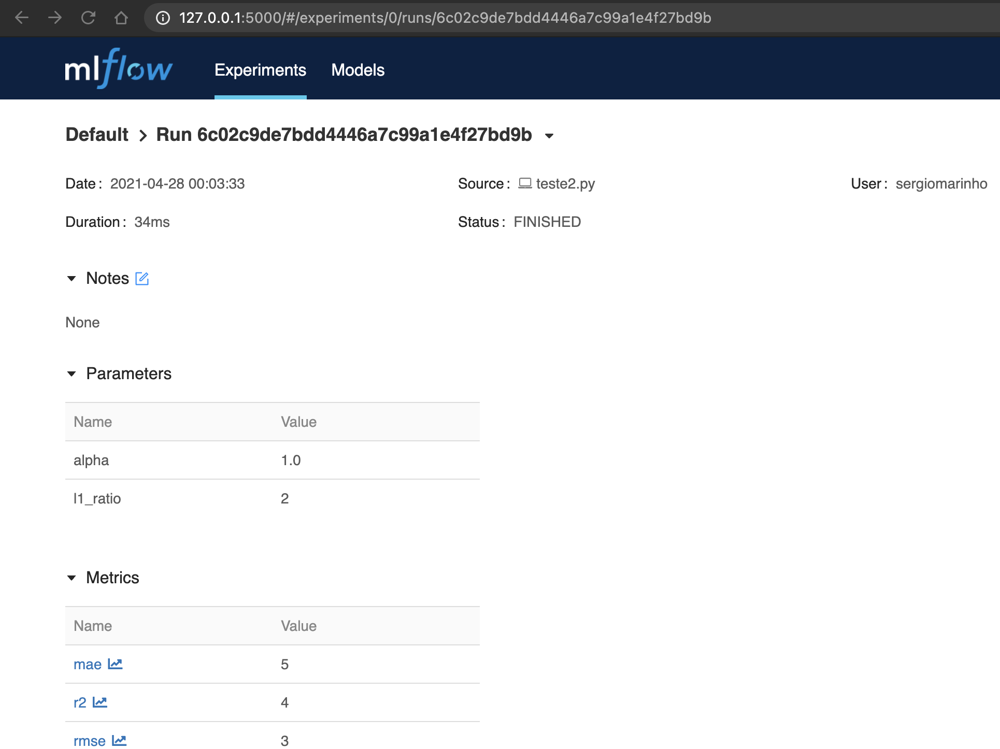 127.0.0.1:5000/#/experiments/0/runs/6c02c9de7bdd4446a7c99a1e4f27bd9b
mlflow Experiments Models
Default > Run 6c02c9de7bdd4446a7c99a1e4f27bd9b
Date: 2021-04-28 00:03:33 Source: teste2.py User: sergiomarinho
Duration: 34ms Status: FINISHED
Notes
None
Parameters
Name Value
alpha 1.0
l1_ratio 2
Metrics
Name Value
mae 5
r2 4
rmse 3